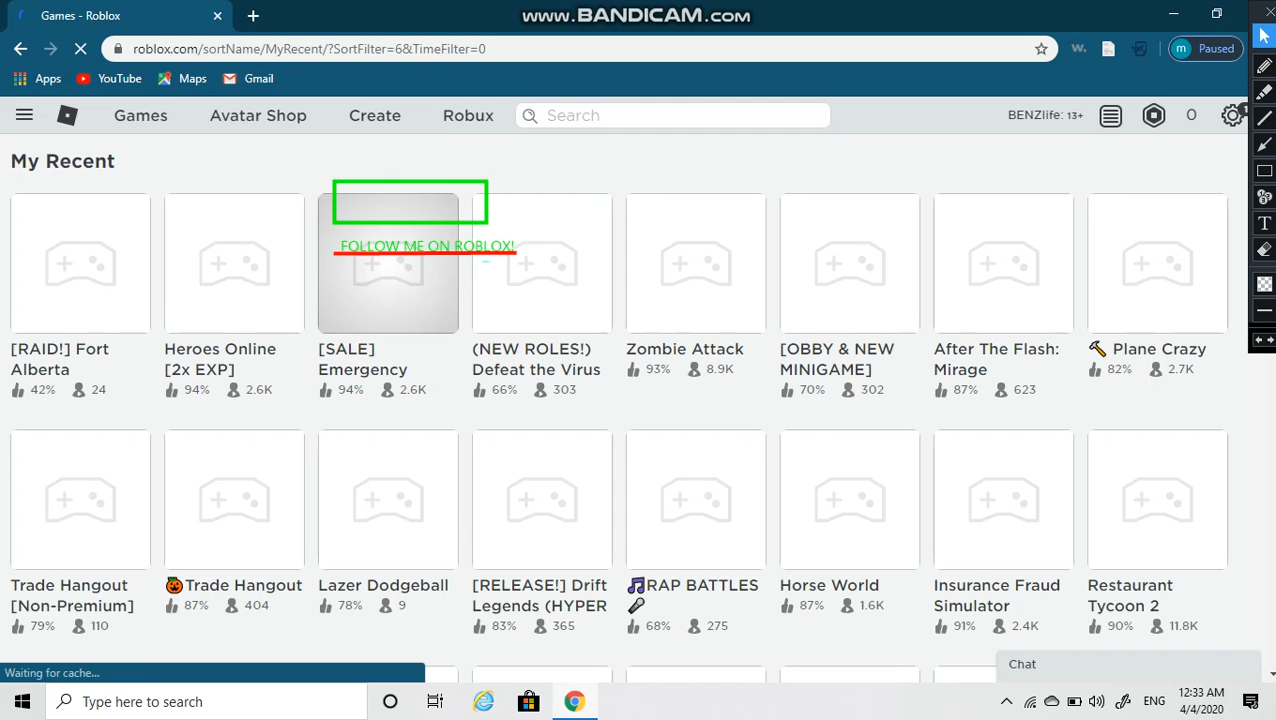 Games - Roblox
www.BANDICAM.com
roblox.com/sortName/MyRecent/?SortFilter=6&TimeFilter=0
W.
m Paused
Apps YouTube Maps Gmail
Games Avatar Shop Create Robux Search BENZlife: 13+ 0 1
My Recent
FOLLOW ME ON ROBLOX!
[RAID!] Fort Alberta
42% 24
Heroes Online [2x EXP]
94% 2.6K
[SALE] Emergency
94% 2.6K
(NEW ROLES!) Defeat the Virus
66% 303
Zombie Attack
93% 8.9K
[OBBY & NEW MINIGAME]
70% 302
After The Flash: Mirage
87% 623
🔨 Plane Crazy
82% 2.7K
Trade Hangout [Non-Premium]
79% 110
🎃Trade Hangout
87% 404
Lazer Dodgeball
78% 9
[RELEASE!] Drift Legends (HYPER
83% 365
🎵RAP BATTLES 🎤
68% 275
Horse World
87% 1.6K
Insurance Fraud Simulator
91% 2.4K
Restaurant Tycoon 2
90% 11.8K
Chat
Waiting for cache...
Type here to search
ENG
12:33 AM
4/4/2020